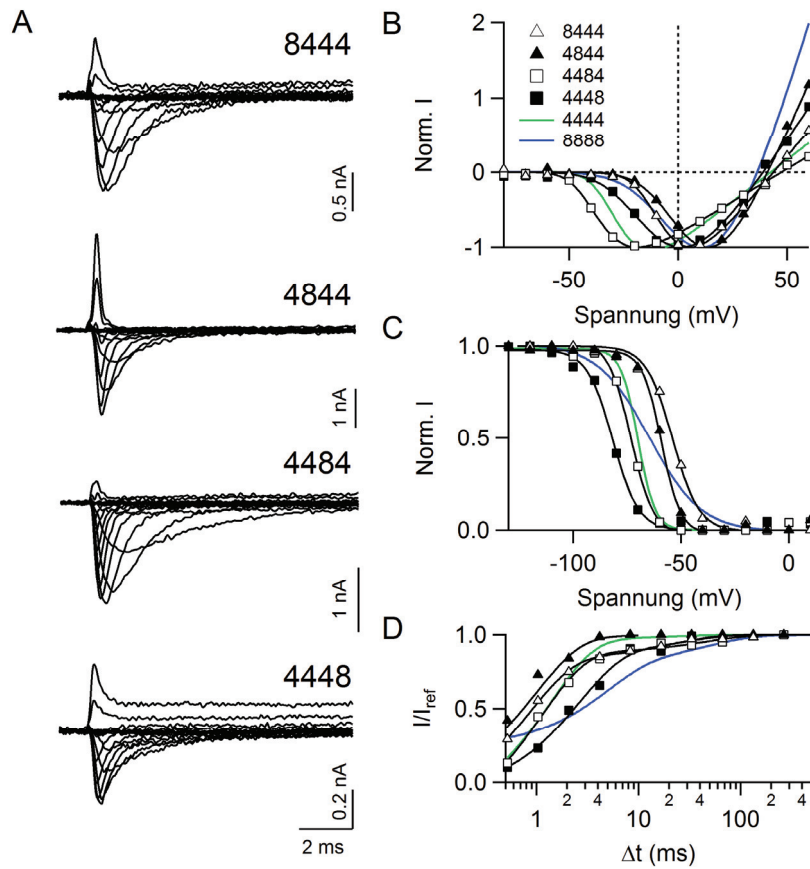 A
8444
0.5 nA
4844
1 nA
4484
1 nA
4448
0.2 nA
2 ms
B
Norm. I
2
1
0
-1
8444
4844
4484
4448
4444
8888
-50
0
50
Spannung (mV)
C
Norm. I
1.0
0.5
0.0
-100
-50
0
Spannung (mV)
D
I/Iref
1.0
0.5
0.0
1
2
4
10
2
4
100
2
4
Δt (ms)